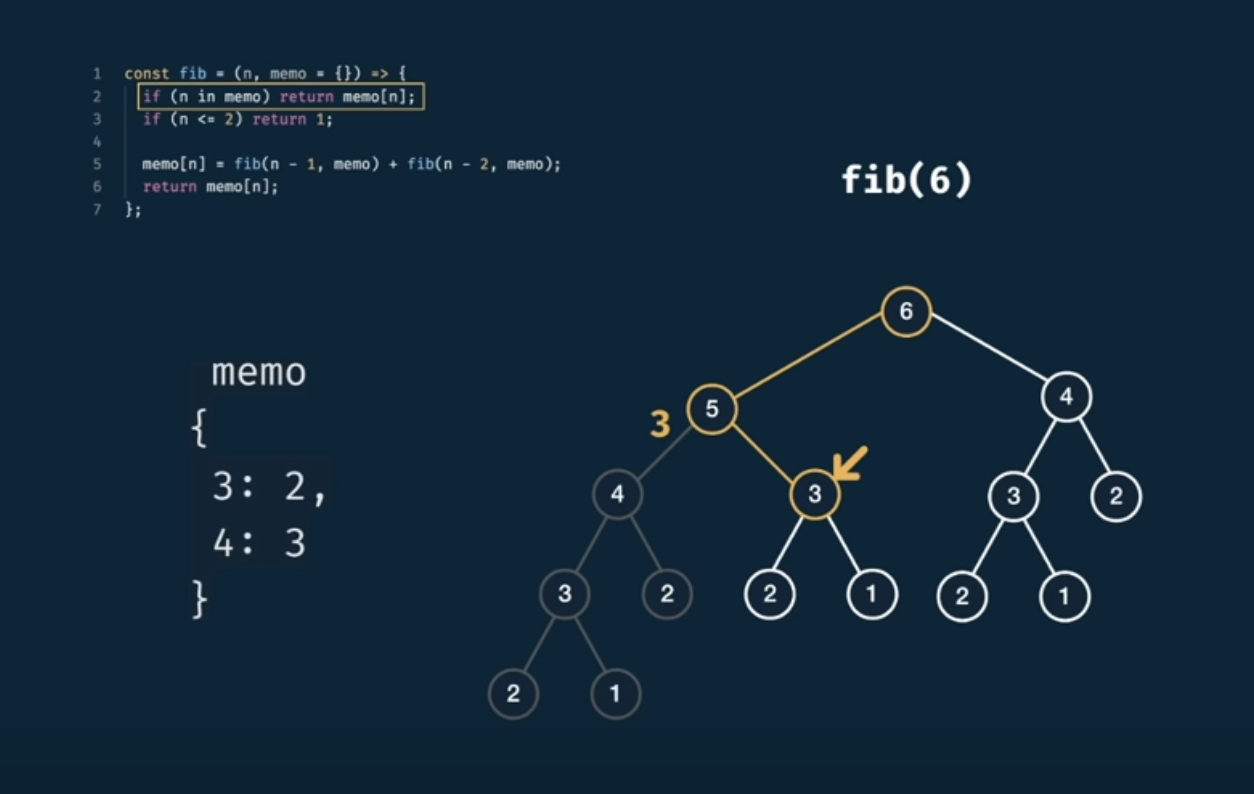 1 const fib = (n, memo = {}) => {
2 if (n in memo) return memo[n];
3 if (n <= 2) return 1;
4
5 memo[n] = fib(n - 1, memo) + fib(n - 2, memo);
6 return memo[n];
7 };
fib(6)
memo
{
3: 2,
4: 3
}
6
5 4
3
4 3 3 2
3 2 2 1 2 1
2 1